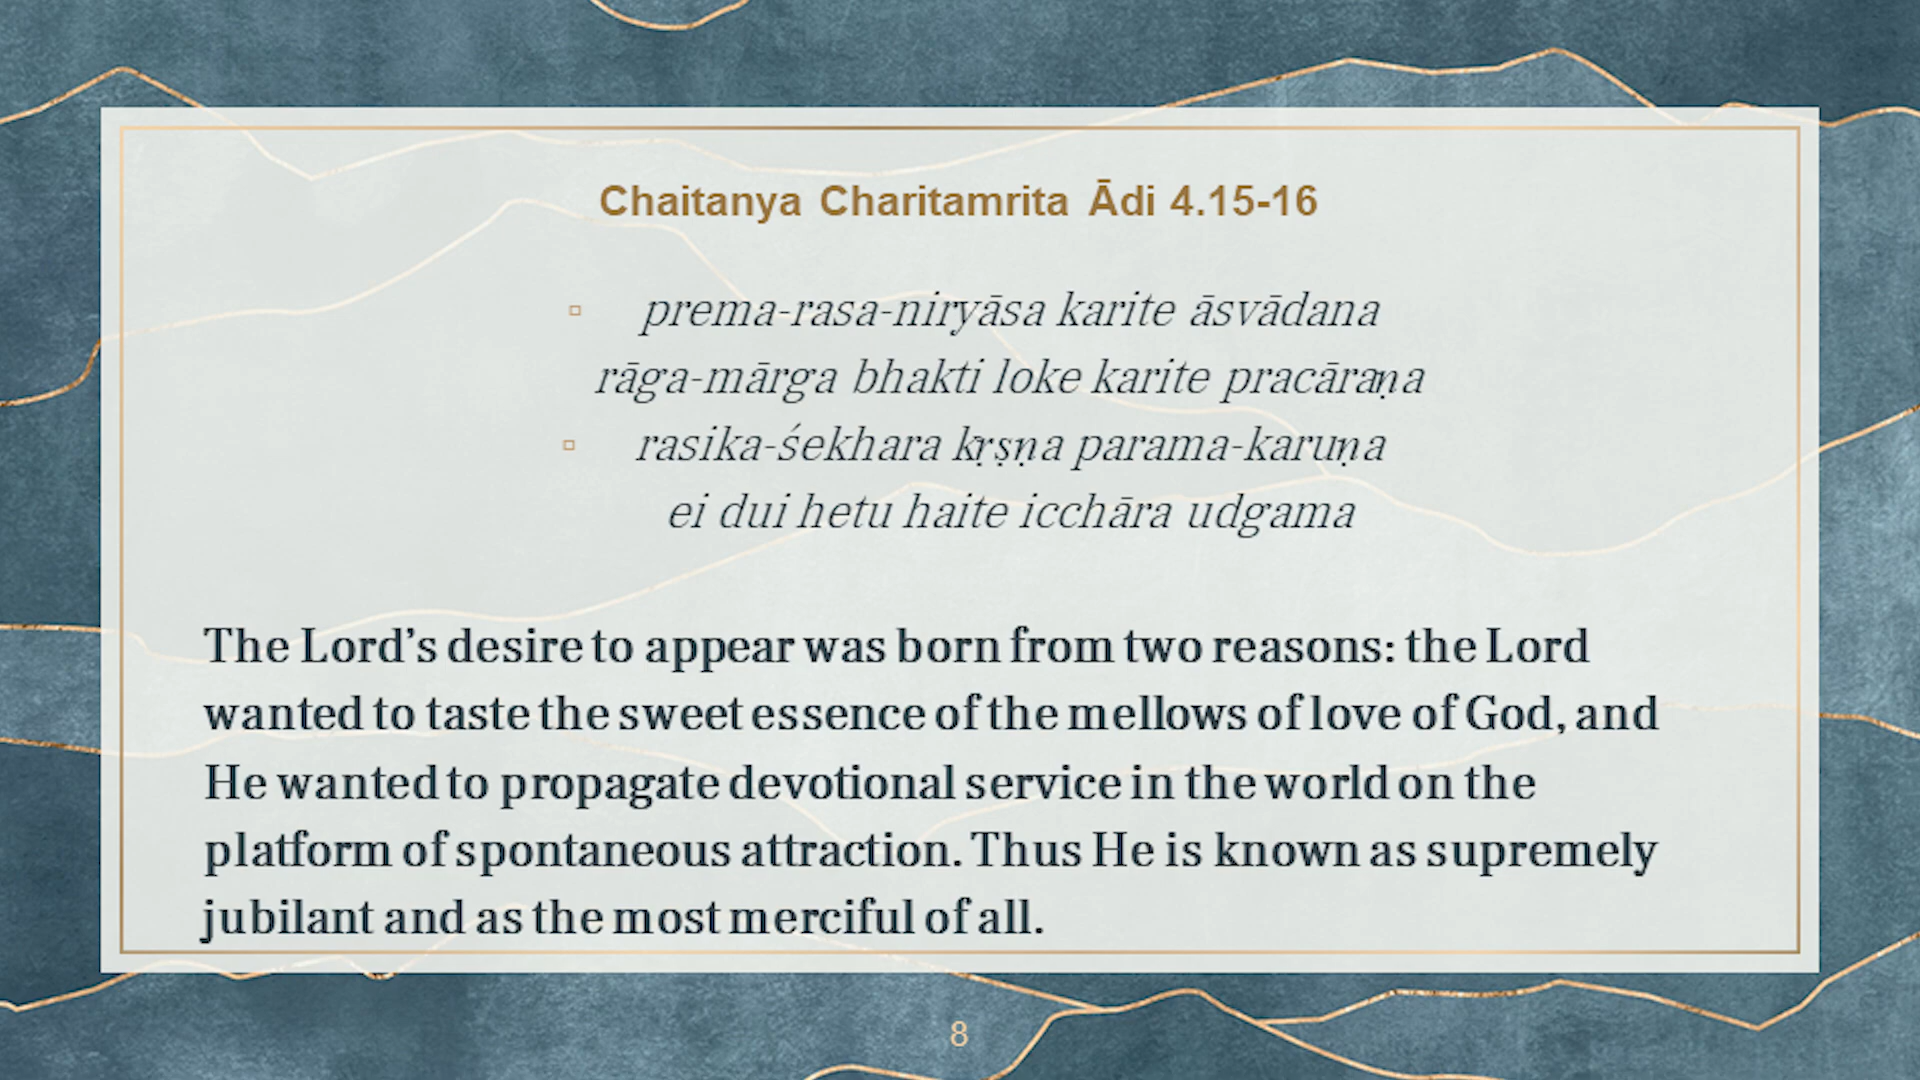 Chaitanya Charitamrita Ādi 4.15-16
prema-rasa-niryāsa karite āsvādana
rāga-mārga bhakti loke karite pracāraṇa
rasika-śekhara kṛṣṇa parama-karuṇa
ei dui hetu haite icchāra udgama
The Lord’s desire to appear was born from two reasons: the Lord
wanted to taste the sweet essence of the mellows of love of God, and
He wanted to propagate devotional service in the world on the
platform of spontaneous attraction. Thus He is known as supremely
jubilant and as the most merciful of all.
8